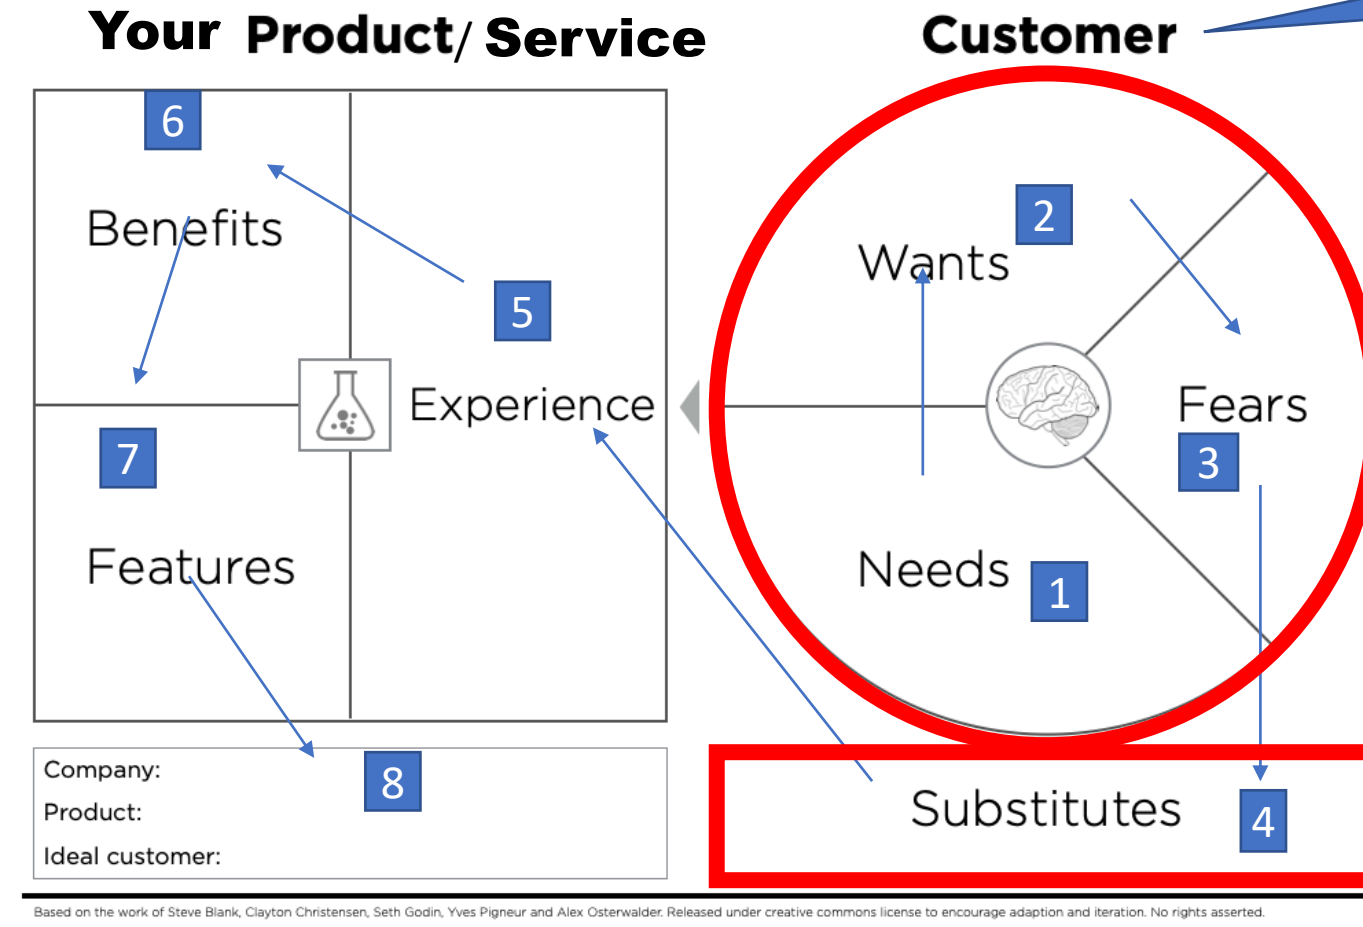 Your Product/ Service
Customer
6
Benefits
5
Experience
7
Features
2
Wants
Fears
3
Needs
1
Company:
Product:
Ideal customer:
8
Substitutes
4
Based on the work of Steve Blank, Clayton Christensen, Seth Godin, Yves Pigneur and Alex Osterwalder. Released under creative commons license to encourage adaption and iteration. No rights asserted.